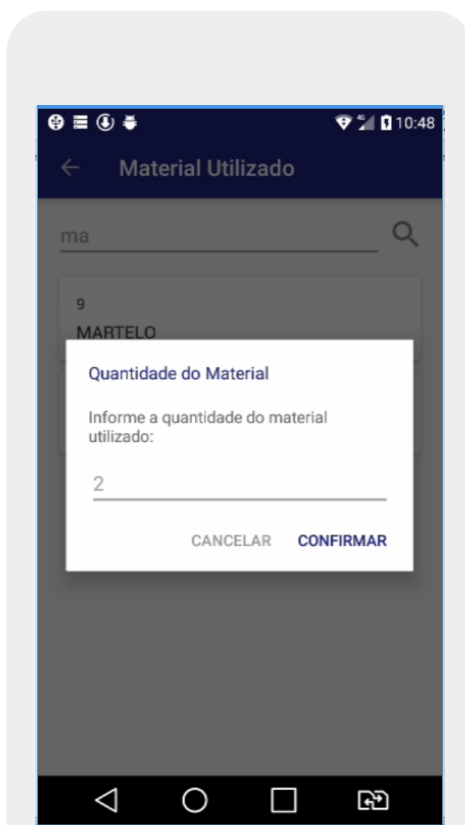 10:48
Material Utilizado
ma
9
MARTELO
Quantidade do Material
Informe a quantidade do material
utilizado:
2
CANCELAR CONFIRMAR